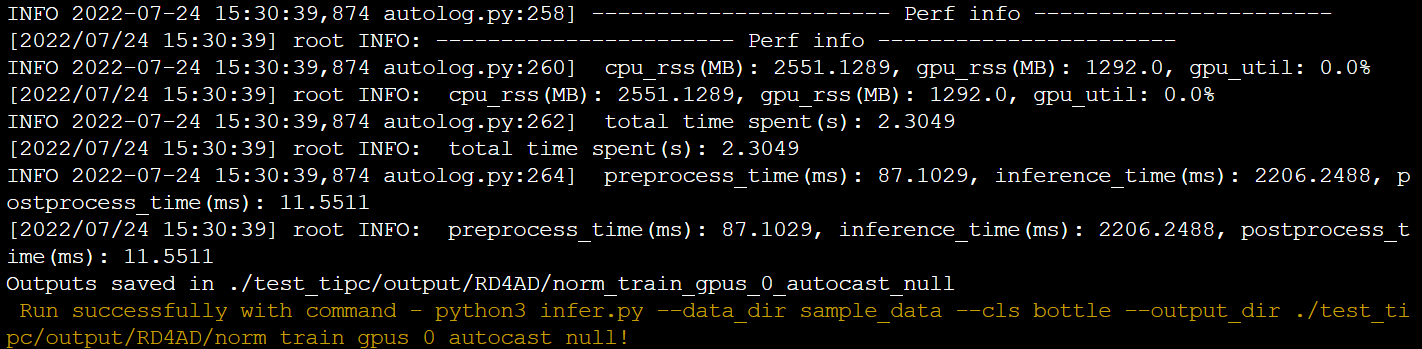 INFO 2022-07-24 15:30:39,874 autolog.py:258] ----------------------- Perf info -----------------------
[2022/07/24 15:30:39] root INFO: ----------------------- Perf info -----------------------
INFO 2022-07-24 15:30:39,874 autolog.py:260]  cpu_rss(MB): 2551.1289, gpu_rss(MB): 1292.0, gpu_util: 0.0%
[2022/07/24 15:30:39] root INFO:  cpu_rss(MB): 2551.1289, gpu_rss(MB): 1292.0, gpu_util: 0.0%
INFO 2022-07-24 15:30:39,874 autolog.py:262]  total time spent(s): 2.3049
[2022/07/24 15:30:39] root INFO:  total time spent(s): 2.3049
INFO 2022-07-24 15:30:39,874 autolog.py:264]  preprocess_time(ms): 87.1029, inference_time(ms): 2206.2488, p
ostprocess_time(ms): 11.5511
[2022/07/24 15:30:39] root INFO:  preprocess_time(ms): 87.1029, inference_time(ms): 2206.2488, postprocess_t
ime(ms): 11.5511
Outputs saved in ./test_tipc/output/RD4AD/norm_train_gpus_0_autocast_null
 Run successfully with command - python3 infer.py --data_dir sample_data --cls bottle --output_dir ./test_ti
pc/output/RD4AD/norm_train_gpus_0_autocast_null!